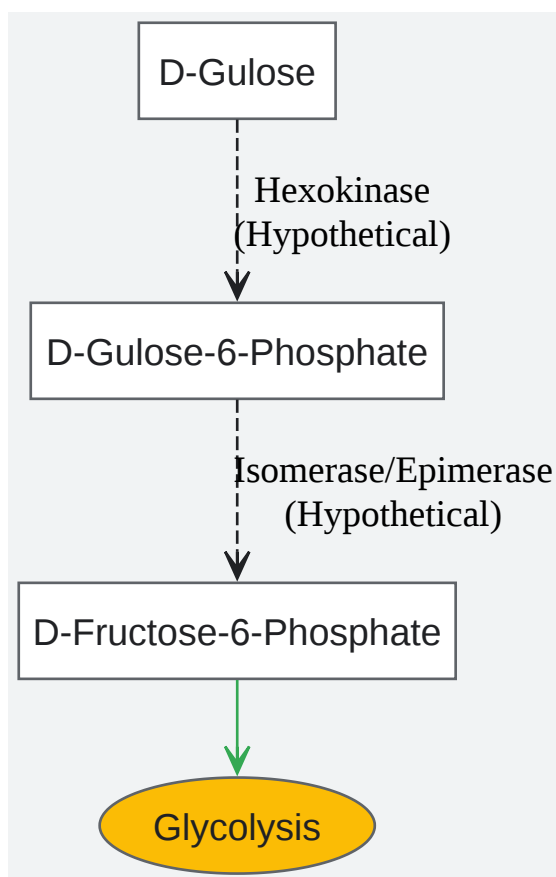 D-Gulose
Hexokinase
(Hypothetical)
D-Gulose-6-Phosphate
Isomerase/Epimerase
(Hypothetical)
D-Fructose-6-Phosphate
Glycolysis